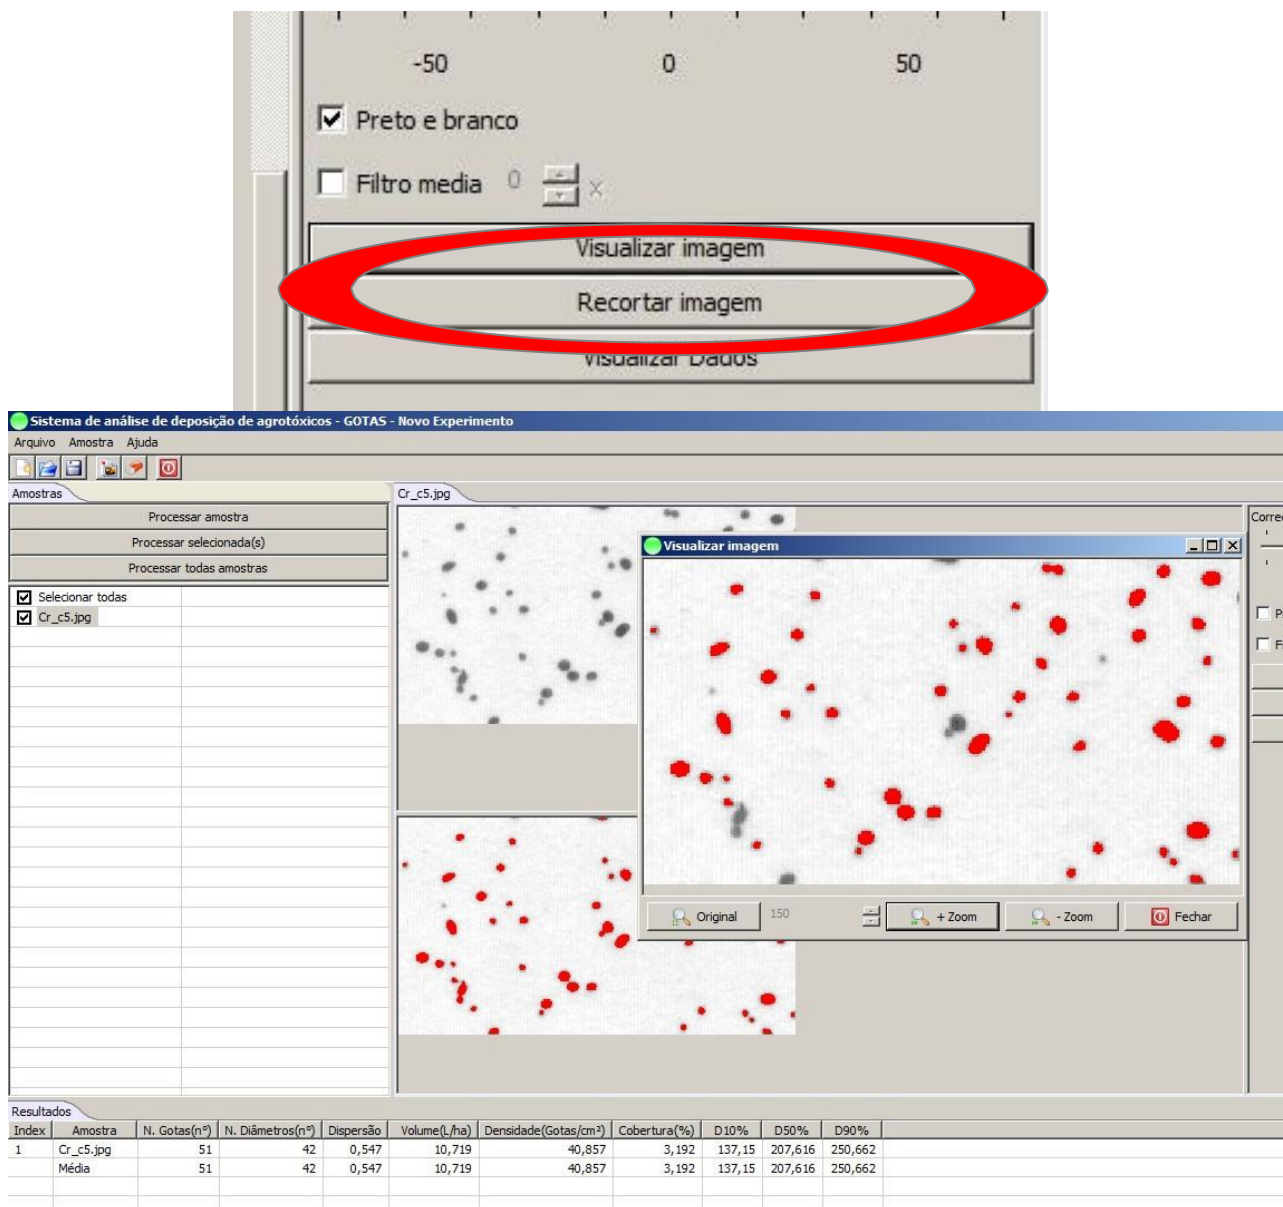 -50 0 50
Preto e branco
Filtro media 0 x
Visualizar imagem
Recortar imagem
Visualizar Dados
Sistema de análise de deposição de agrotóxicos - GOTAS - Novo Experimento
Arquivo Amostra Ajuda
Amostras
Processar amostra
Processar selecionada(s)
Processar todas amostras
Selecionar todas
Cr_c5.jpg
Cr_c5.jpg
Visualizar imagem
Original 150 + Zoom - Zoom Fechar
Correc
P
F
Resultados
Index Amostra N. Gotas(nº) N. Diâmetros(nº) Dispersão Volume(L/ha) Densidade(Gotas/cm²) Cobertura(%) D10% D50% D90%
1 Cr_c5.jpg 51 42 0,547 10,719 40,857 3,192 137,15 207,616 250,662
Média 51 42 0,547 10,719 40,857 3,192 137,15 207,616 250,662